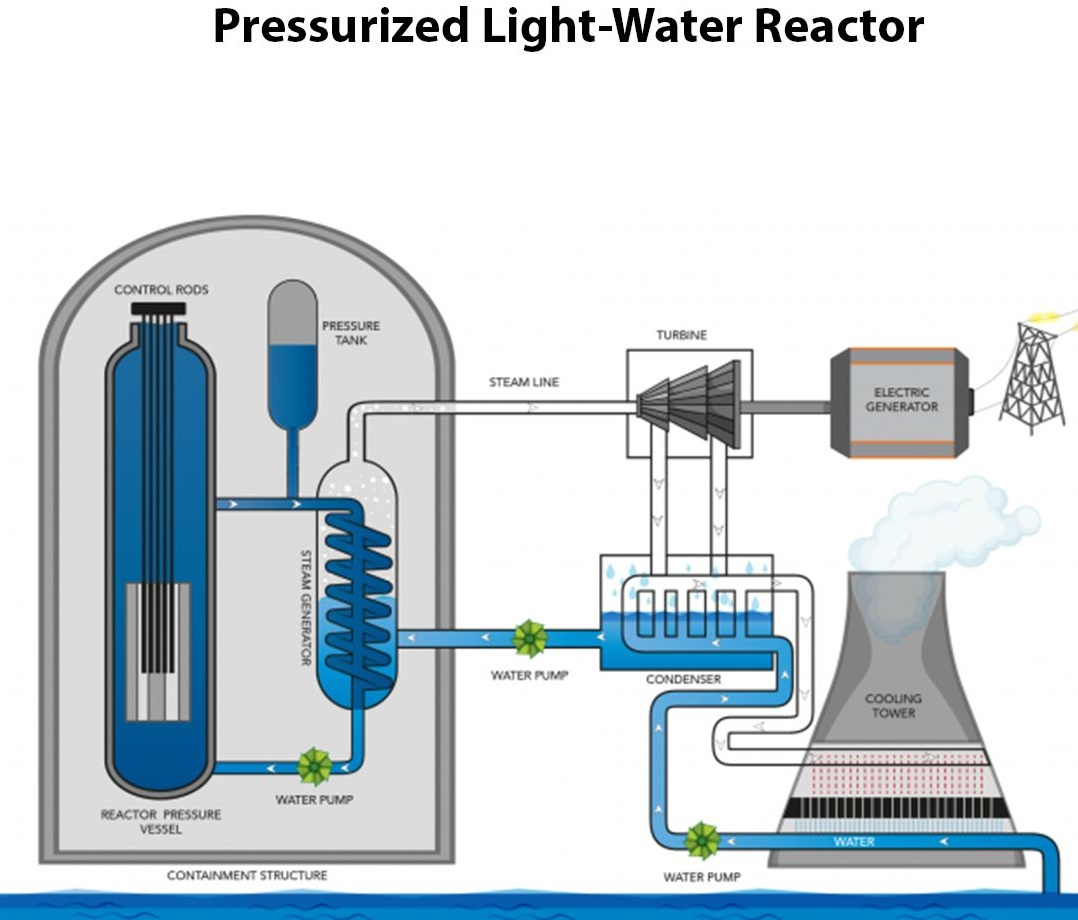 Pressurized Light-Water Reactor
CONTROL RODS
PRESSURE
TANK
TURBINE
STEAM LINE
ELECTRIC
GENERATOR
STEAM GENERATOR
WATER PUMP
CONDENSER
COOLING
TOWER
WATER PUMP
REACTOR PRESSURE
VESSEL
WATER
CONTAINMENT STRUCTURE
WATER PUMP